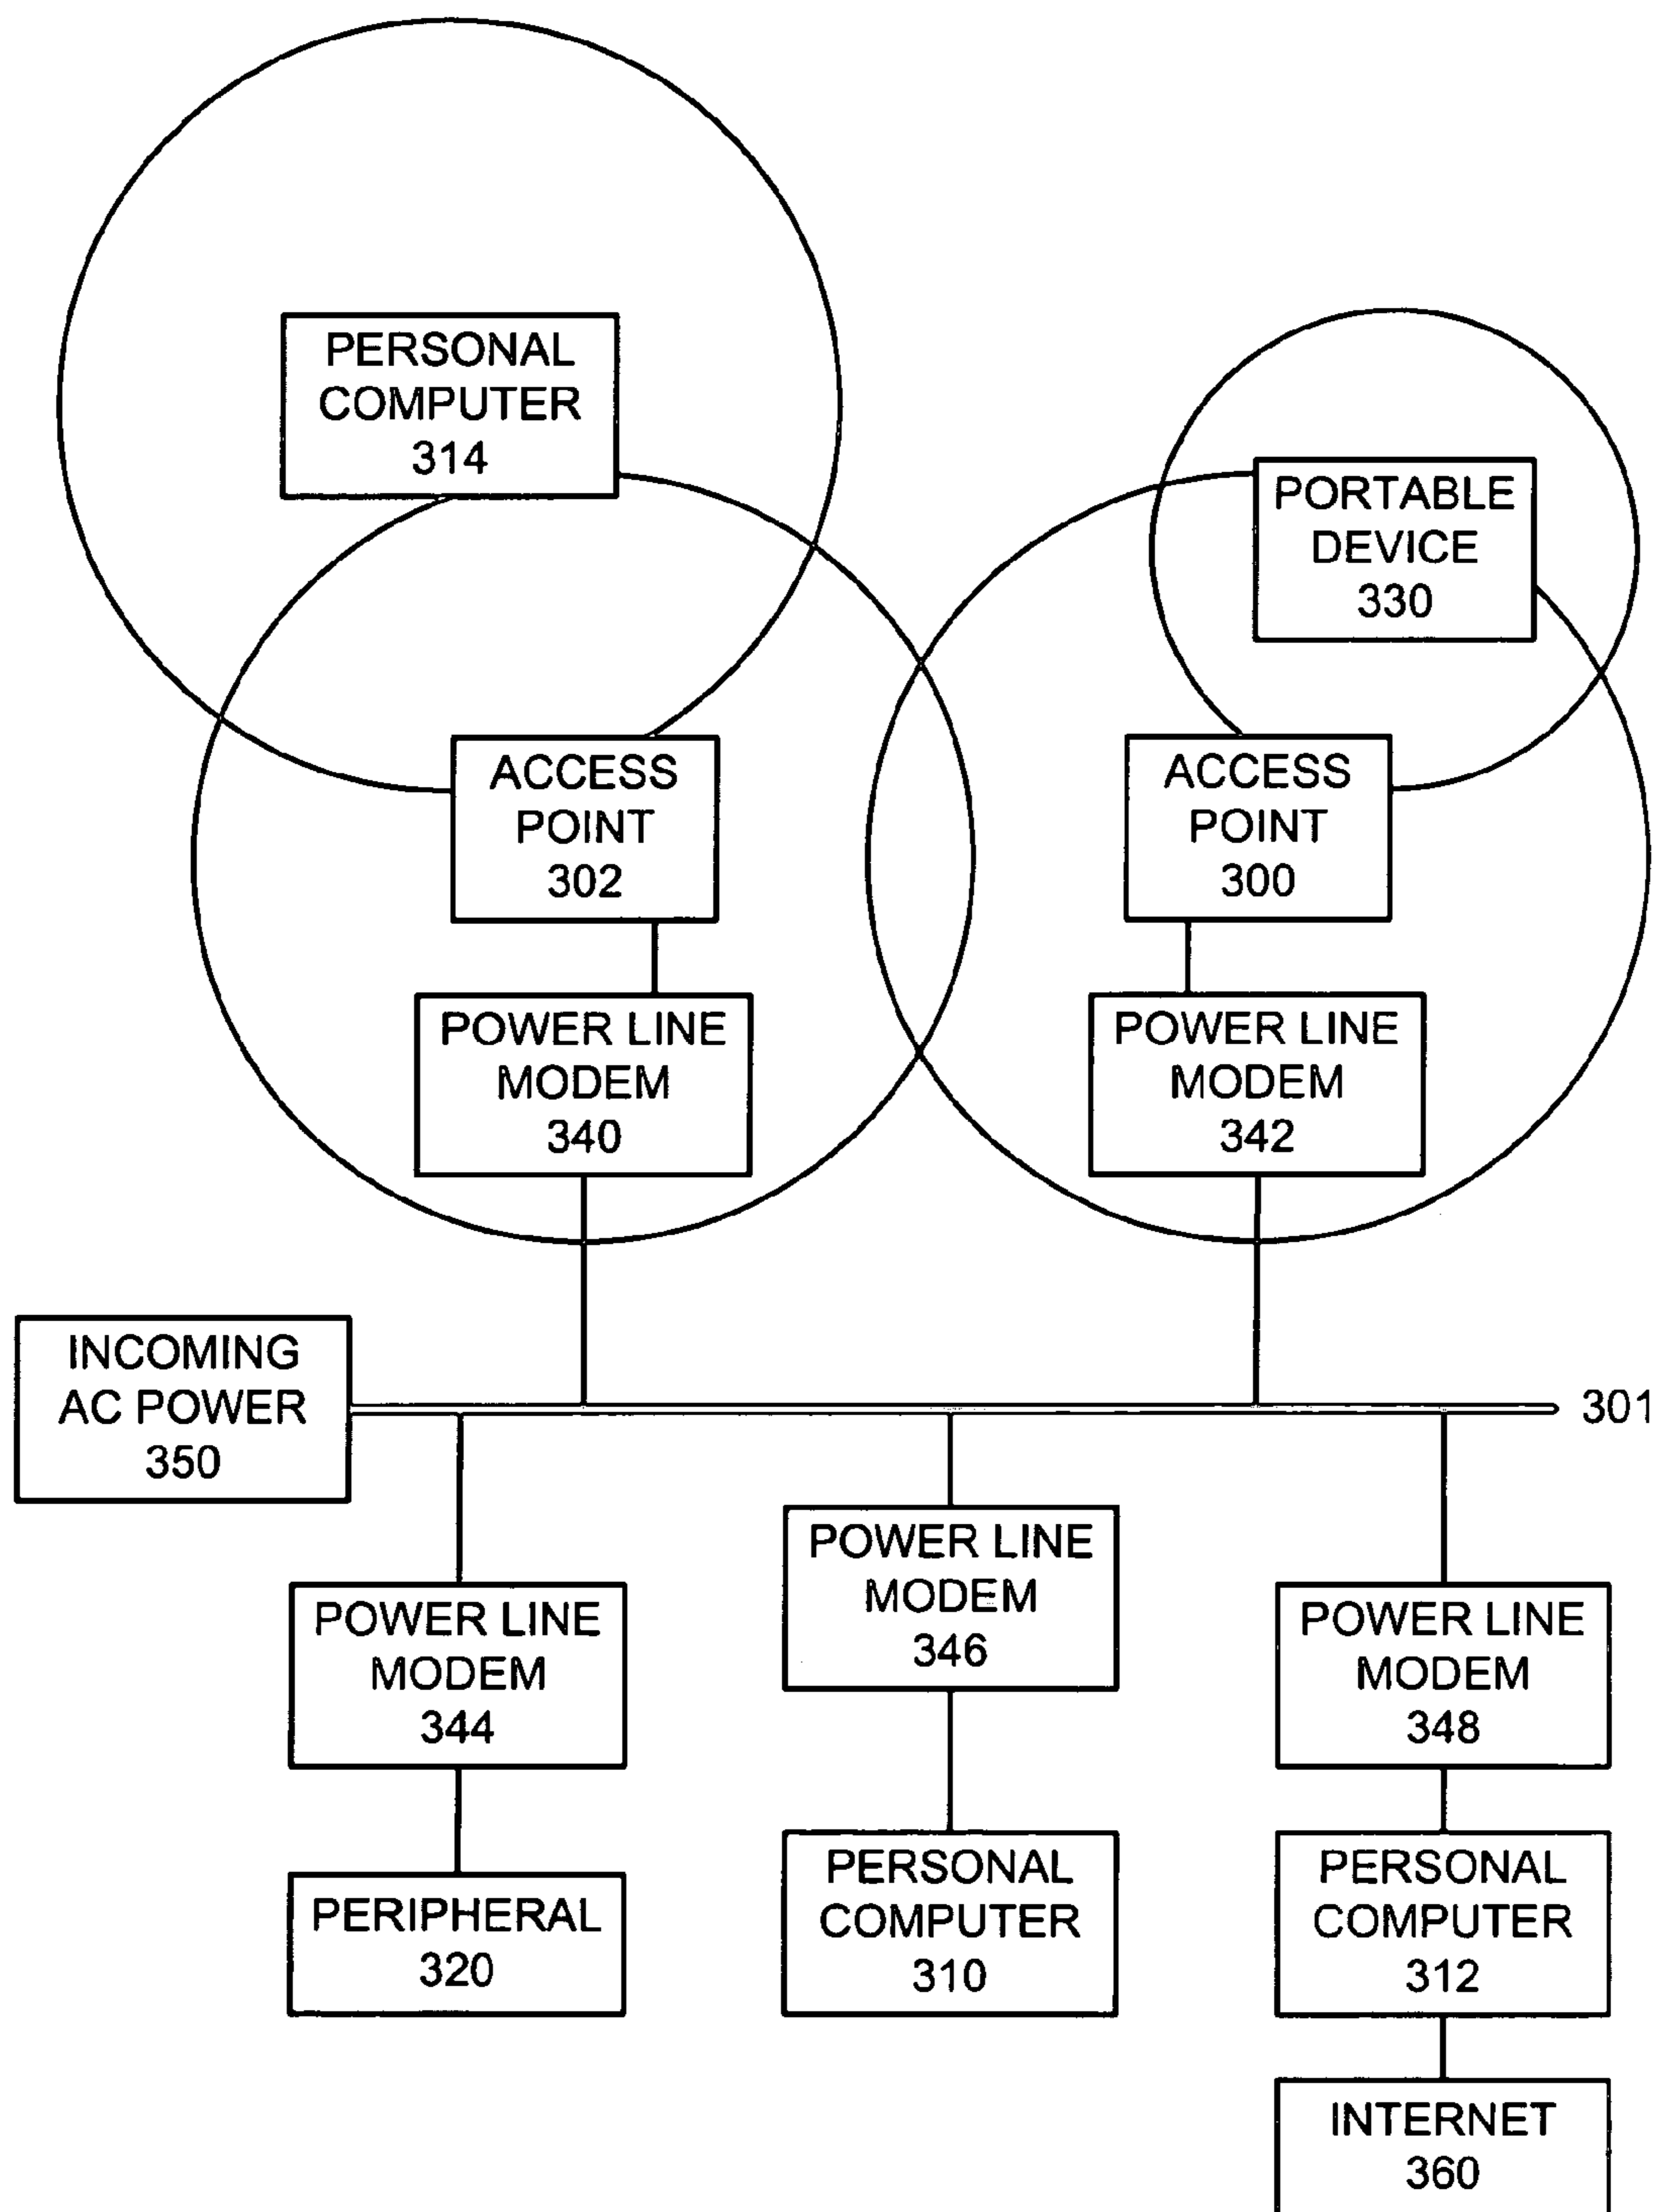 PERSONAL
COMPUTER
314
PORTABLE
DEVICE
330
ACCESS
POINT
302
ACCESS
POINT
300
POWER LINE
MODEM
340
POWER LINE
MODEM
342
INCOMING
AC POWER
350
301
POWER LINE
MODEM
344
POWER LINE
MODEM
346
POWER LINE
MODEM
348
PERIPHERAL
320
PERSONAL
COMPUTER
310
PERSONAL
COMPUTER
312
INTERNET
360